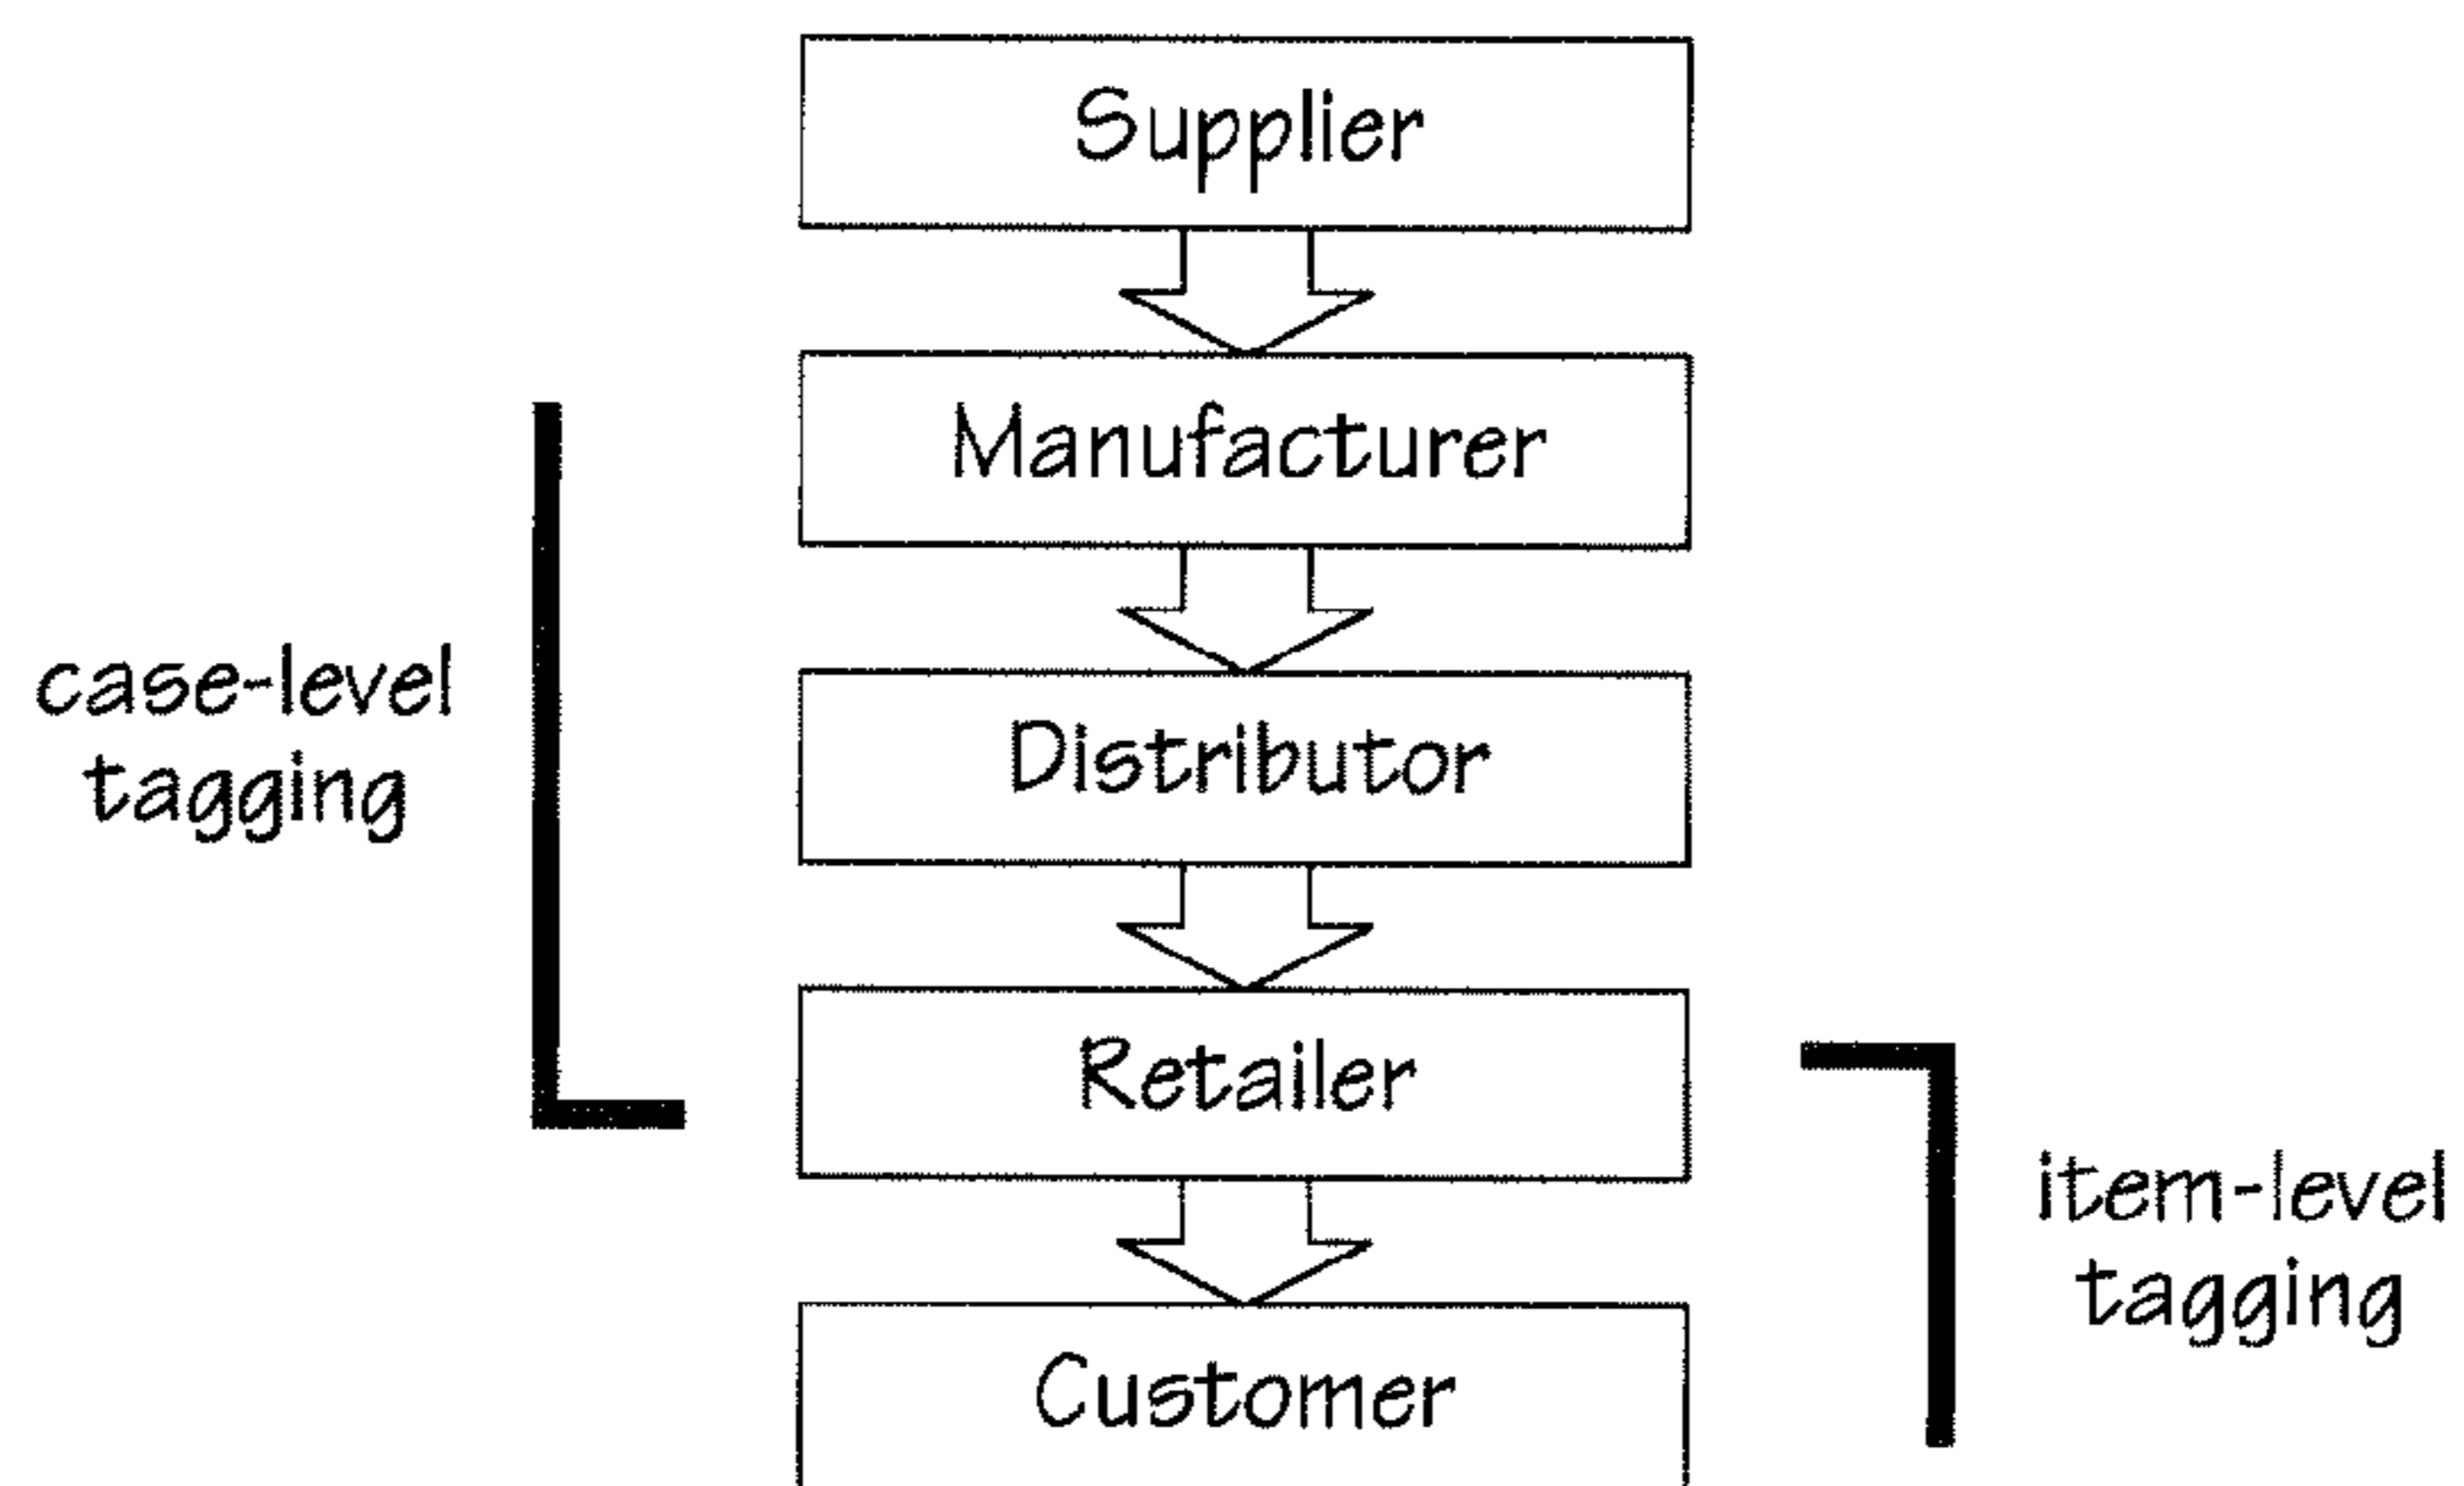 Supplier
Manufacturer
case-level
tagging
Distributor
Retailer
item-level
tagging
Customer